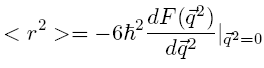 $< r^2 > = -6\hbar^2 \frac{dF(\vec{q}^2)}{d\vec{q}^2} |_{\vec{q}^2=0}$